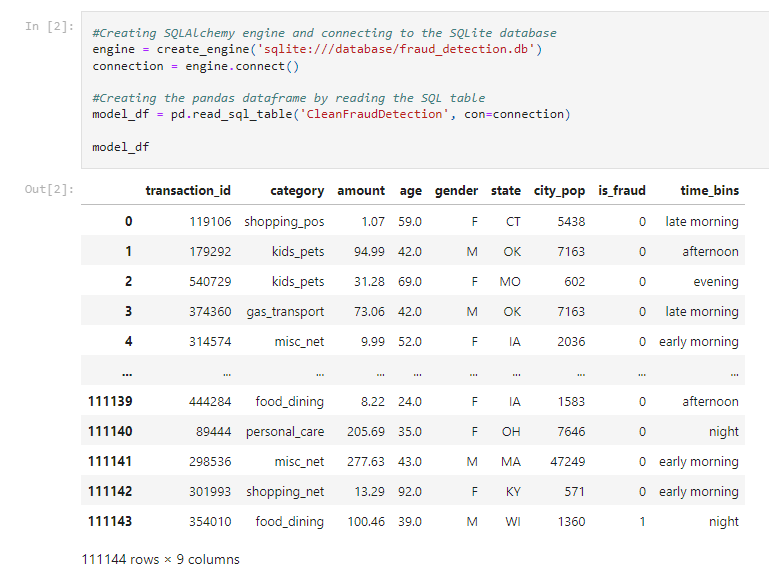 In [2]:
#Creating SQLAlchemy engine and connecting to the SQLite database
engine = create_engine('sqlite:///database/fraud_detection.db')
connection = engine.connect()
#Creating the pandas dataframe by reading the SQL table
model_df = pd.read_sql_table('CleanFraudDetection', con=connection)
model_df
Out[2]:
transaction_id category amount age gender state city_pop is_fraud time_bins
0 119106 shopping_pos 1.07 59.0 F CT 5438 0 late morning
1 179292 kids_pets 94.99 42.0 M OK 7163 0 afternoon
2 540729 kids_pets 31.28 69.0 F MO 602 0 evening
3 374360 gas_transport 73.06 42.0 M OK 7163 0 late morning
4 314574 misc_net 9.99 52.0 F IA 2036 0 early morning
... ... ... ... ... ... ... ... ... ...
111139 444284 food_dining 8.22 24.0 F IA 1583 0 afternoon
111140 89444 personal_care 205.69 35.0 F OH 7646 0 night
111141 298536 misc_net 277.63 43.0 M MA 47249 0 early morning
111142 301993 shopping_net 13.29 92.0 F KY 571 0 early morning
111143 354010 food_dining 100.46 39.0 M WI 1360 1 night
111144 rows × 9 columns